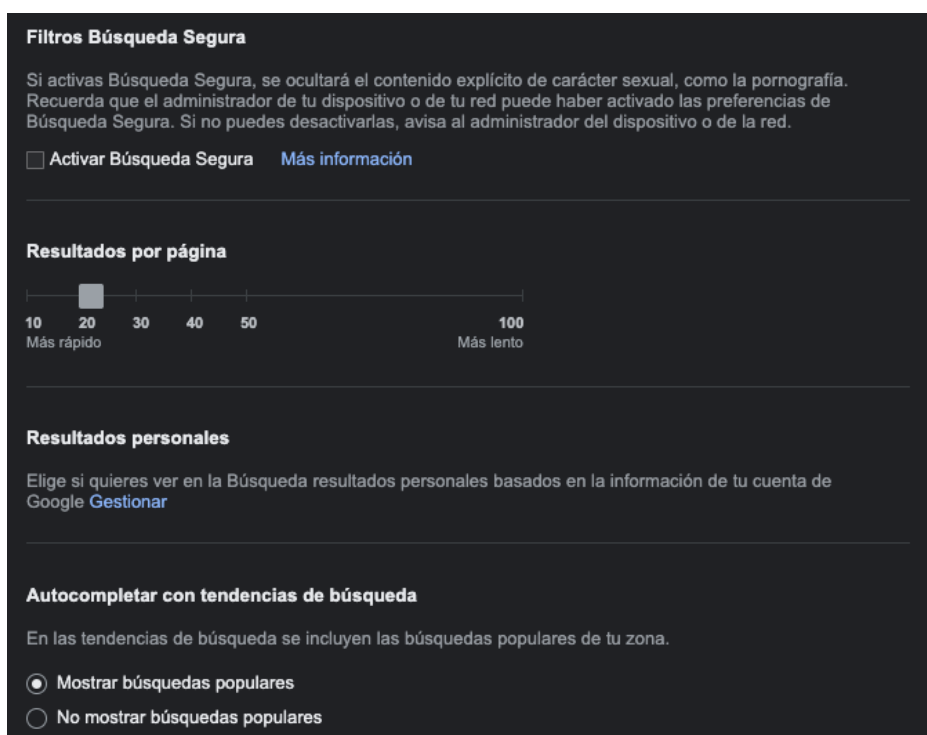 Filtros Búsqueda Segura
Si activas Búsqueda Segura, se ocultará el contenido explícito de carácter sexual, como la pornografía.
Recuerda que el administrador de tu dispositivo o de tu red puede haber activado las preferencias de
Búsqueda Segura. Si no puedes desactivarlas, avisa al administrador del dispositivo o de la red.
Activar Búsqueda Segura Más información
Resultados por página
10 20 30 40 50 100
Más rápido Más lento
Resultados personales
Elige si quieres ver en la Búsqueda resultados personales basados en la información de tu cuenta de
Google Gestionar
Autocompletar con tendencias de búsqueda
En las tendencias de búsqueda se incluyen las búsquedas populares de tu zona.
Mostrar búsquedas populares
No mostrar búsquedas populares